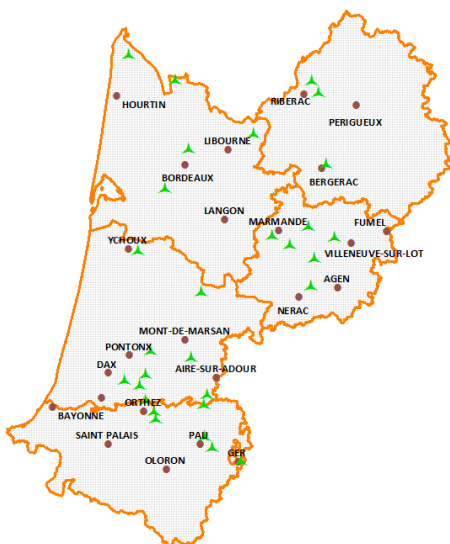 HOURTIN
RIBERAC
PERIGUEUX
LIBOURNE
BORDEAUX
BERGERAC
LANGON
MARMANDE
FUMEL
YCHOUX
VILLENEUVE-SUR-LOT
AGEN
NERAC
MONT-DE-MARSAN
PONTONX
DAX
AIRE-SUR-ADOUR
ORTHEZ
BAYONNE
SAINT PALAIS
PAU
GER
OLORON